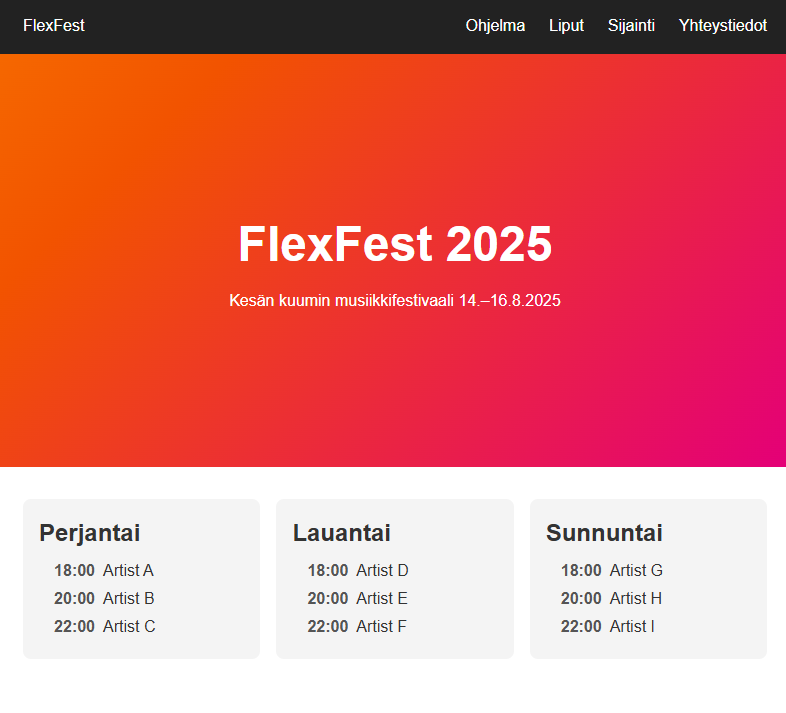 FlexFest
Ohjelma Liput Sijainti Yhteystiedot
FlexFest 2025
Kesän kuumin musiikkifestivaali 14.–16.8.2025
Perjantai
18:00 Artist A
20:00 Artist B
22:00 Artist C
Lauantai
18:00 Artist D
20:00 Artist E
22:00 Artist F
Sunnuntai
18:00 Artist G
20:00 Artist H
22:00 Artist I